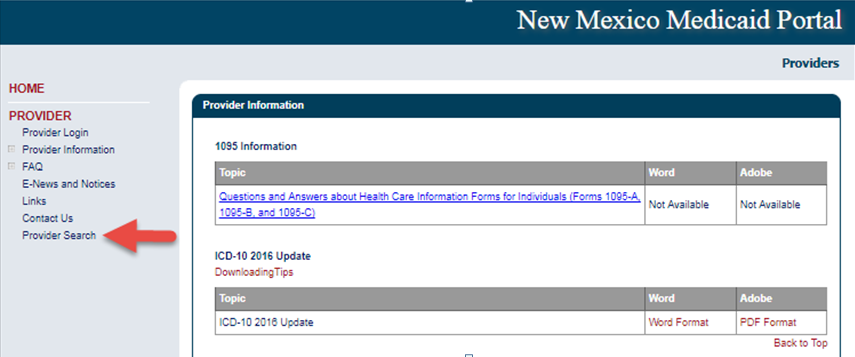 New Mexico Medicaid Portal
Providers
HOME
PROVIDER
Provider Login
Provider Information
FAQ
E-News and Notices
Links
Contact Us
Provider Search
Provider Information
1095 Information
Topic Word Adobe
Questions and Answers about Health Care Information Forms for Individuals (Forms 1095-A,
1095-B, and 1095-C)
Not Available Not Available
ICD-10 2016 Update
DownloadingTips
Topic Word Adobe
ICD-10 2016 Update Word Format PDF Format
Back to Top